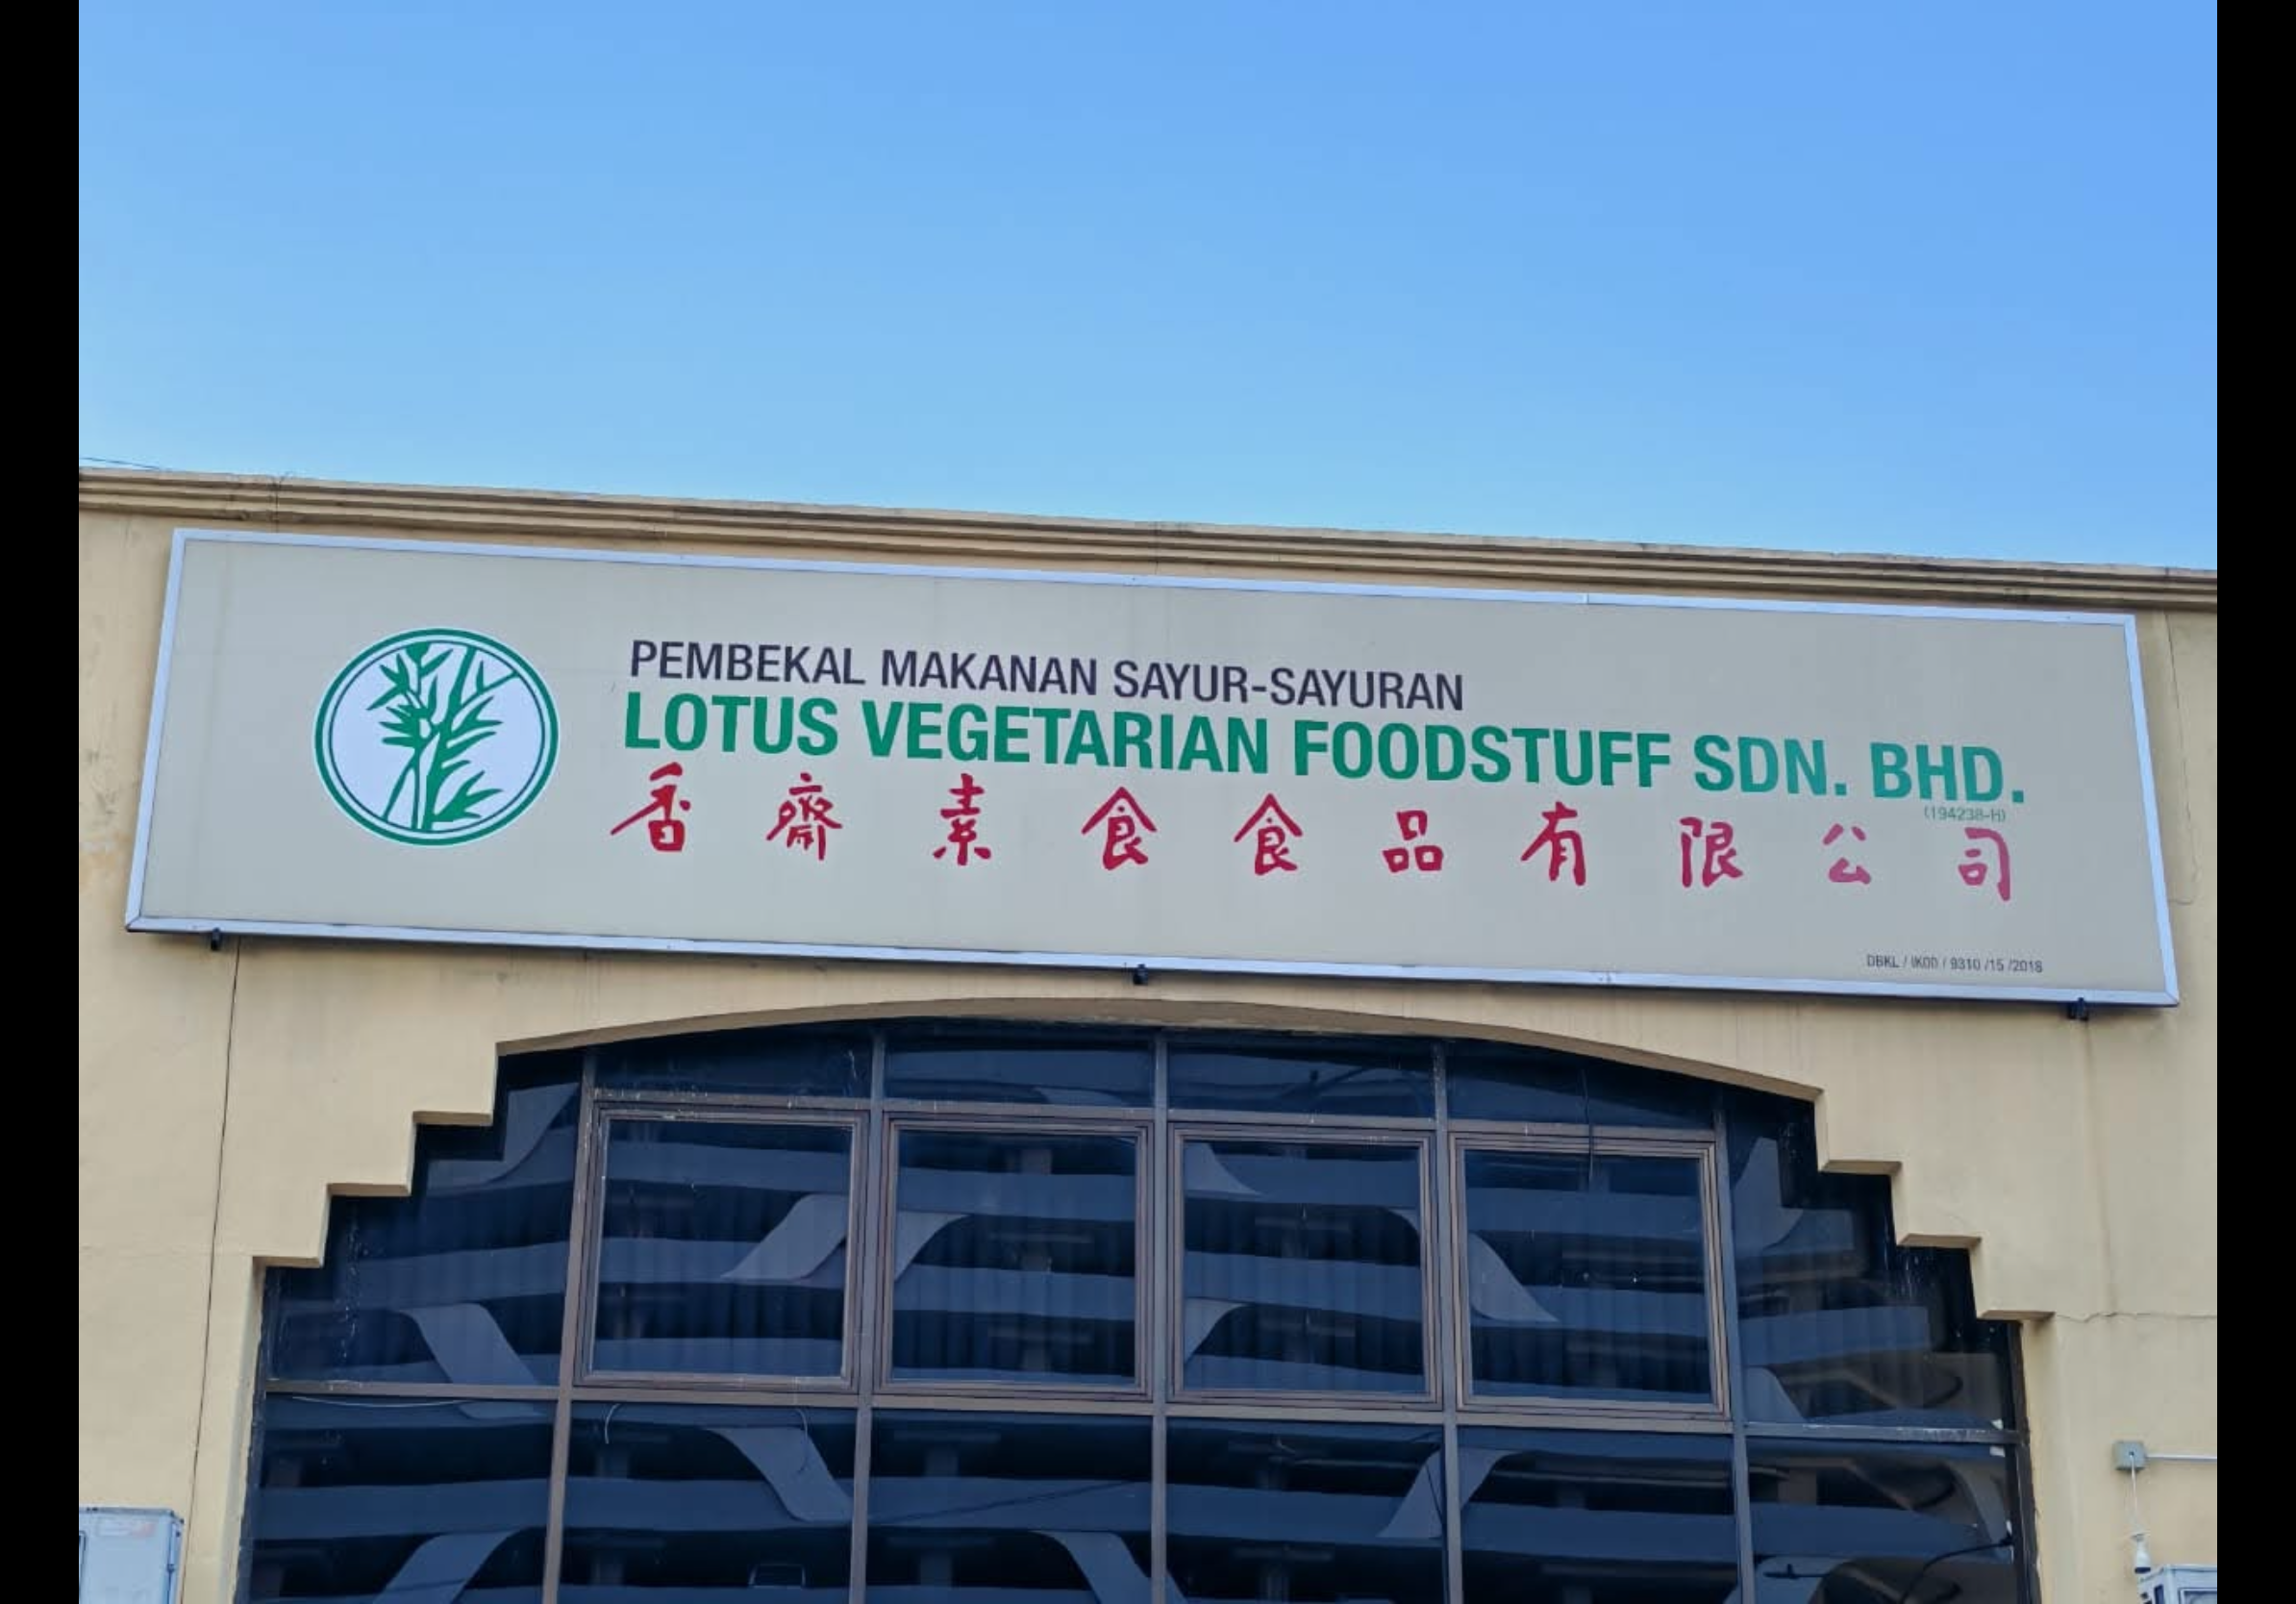 PEMBEKAL MAKANAN SAYUR-SAYURAN
LOTUS VEGETARIAN FOODSTUFF SDN. BHD.
(194238-H)
香齋素食食品有限公司
DBKL / IKOD / 9310 /15 /2018